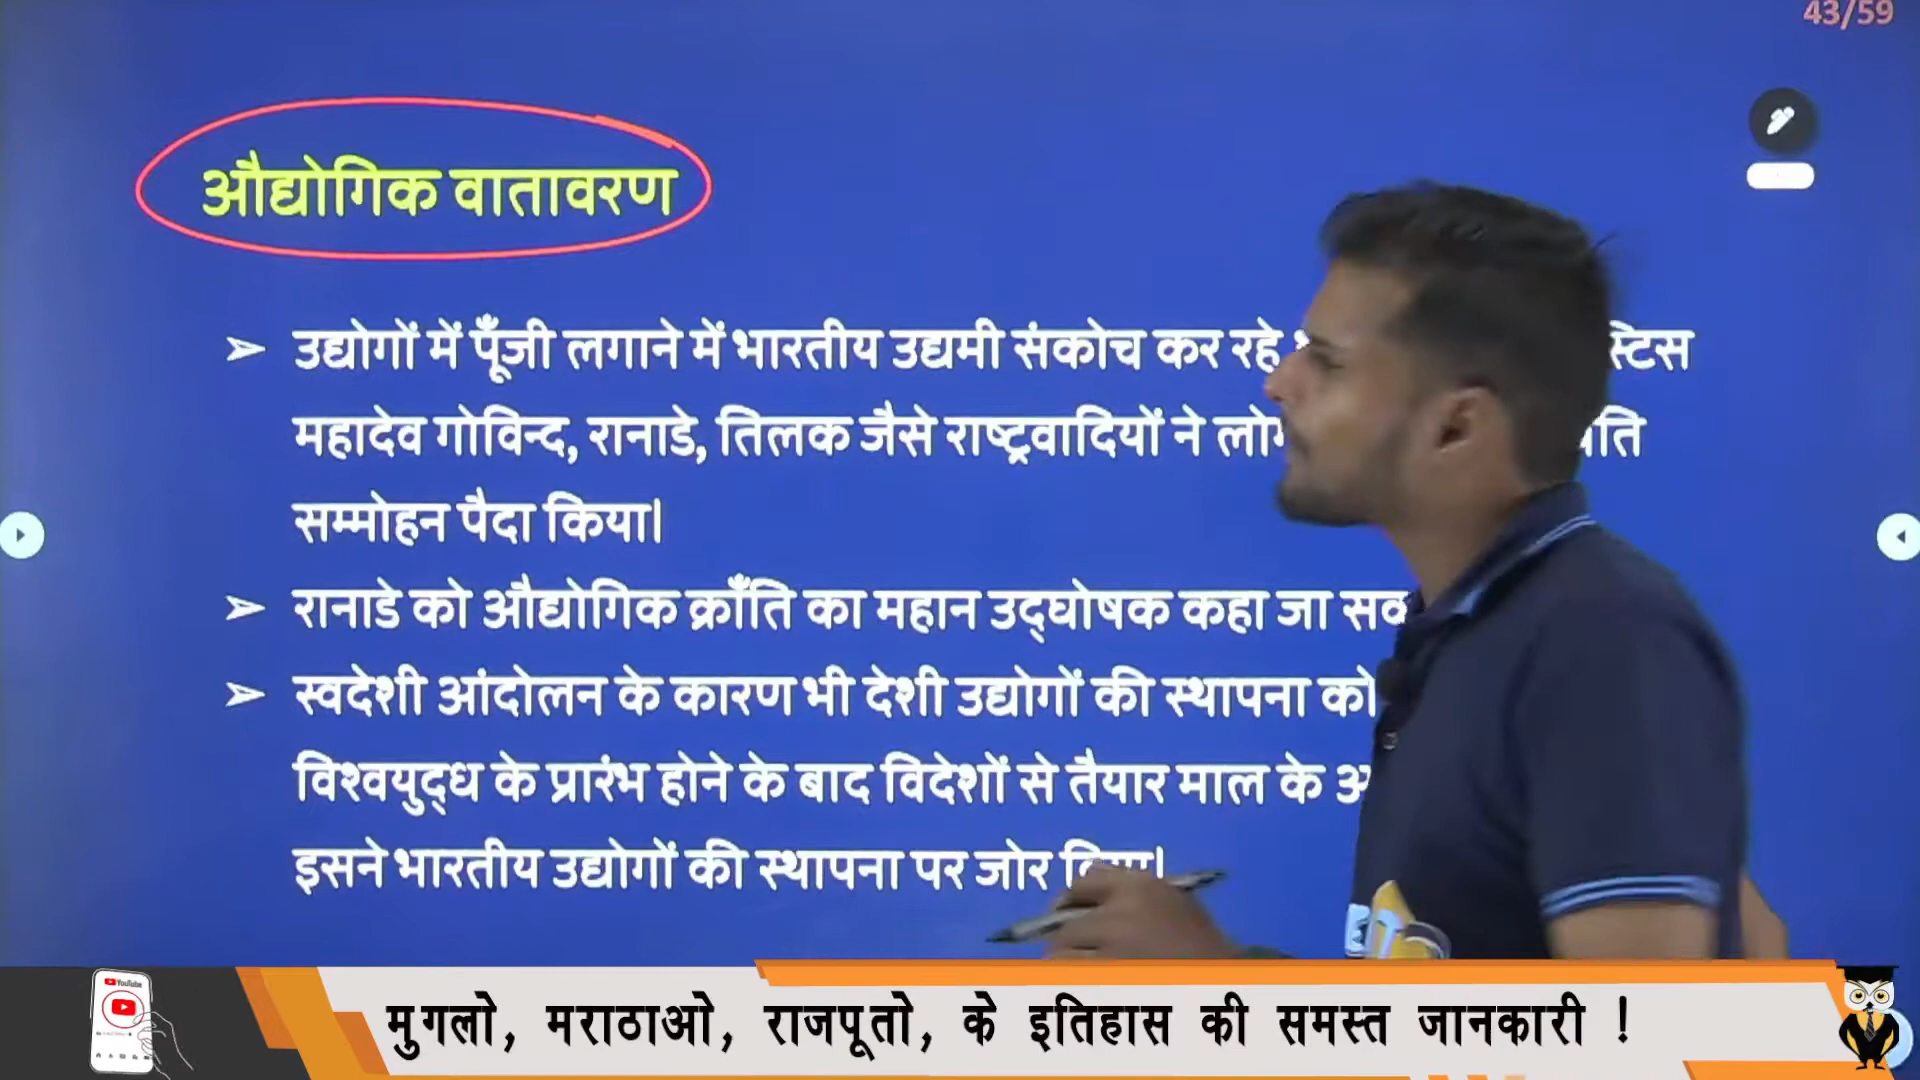 43/59
औद्योगिक वातावरण
➢ उद्योगों में पूँजी लगाने में भारतीय उद्यमी संकोच कर रहे
महादेव गोविन्द, रानाडे, तिलक जैसे राष्ट्रवादियों ने
सम्मोहन पैदा किया।
➢ रानाडे को औद्योगिक क्राँति का महान उद्घोषक कहा जा
➢ स्वदेशी आंदोलन के कारण भी देशी उद्योगों की स्थापना को
विश्वयुद्ध के प्रारंभ होने के बाद विदेशों से तैयार माल के
इसने भारतीय उद्योगों की स्थापना पर जोर
YouTube
मुगलो, मराठाओ, राजपूतो, के इतिहास की समस्त जानकारी !